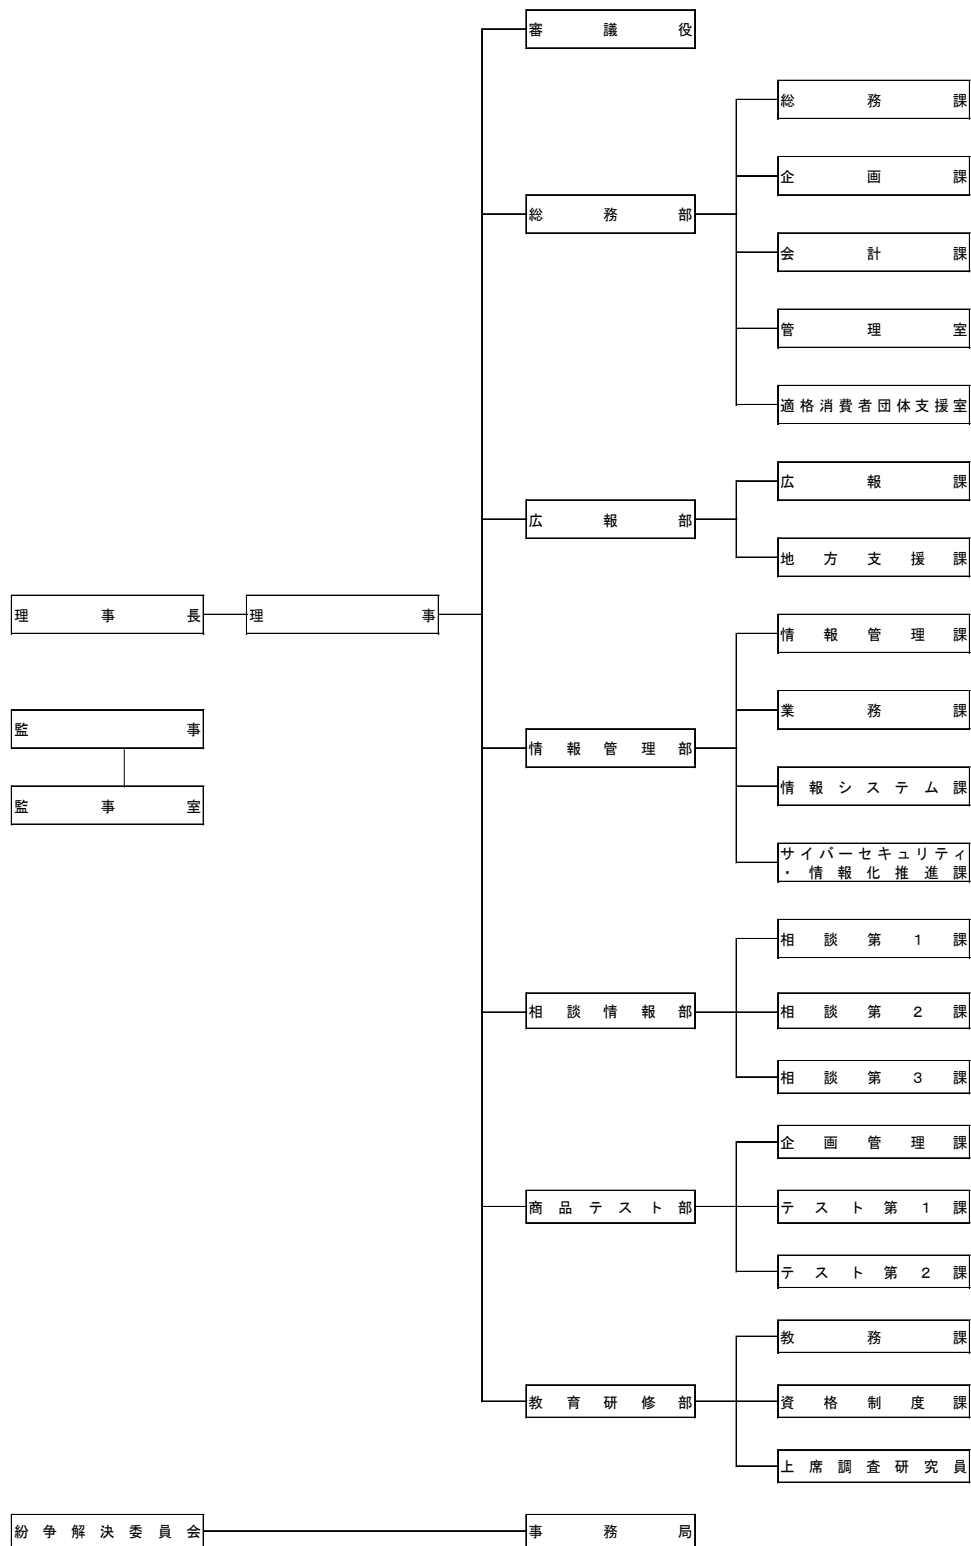 審議役
総務課
企画課
総務部
会計課
管理室
適格消費者団体支援室
広報課
広報部
地方支援課
理事長
理事
情報管理課
業務課
監事
情報管理部
情報システム課
監事室
サイバーセキュリティ
・情報化推進課
相談第1課
相談情報部
相談第2課
相談第3課
企画管理課
商品テスト部
テスト第1課
テスト第2課
教務課
教育研修部
資格制度課
上席調査研究員
紛争解決委員会
事務局